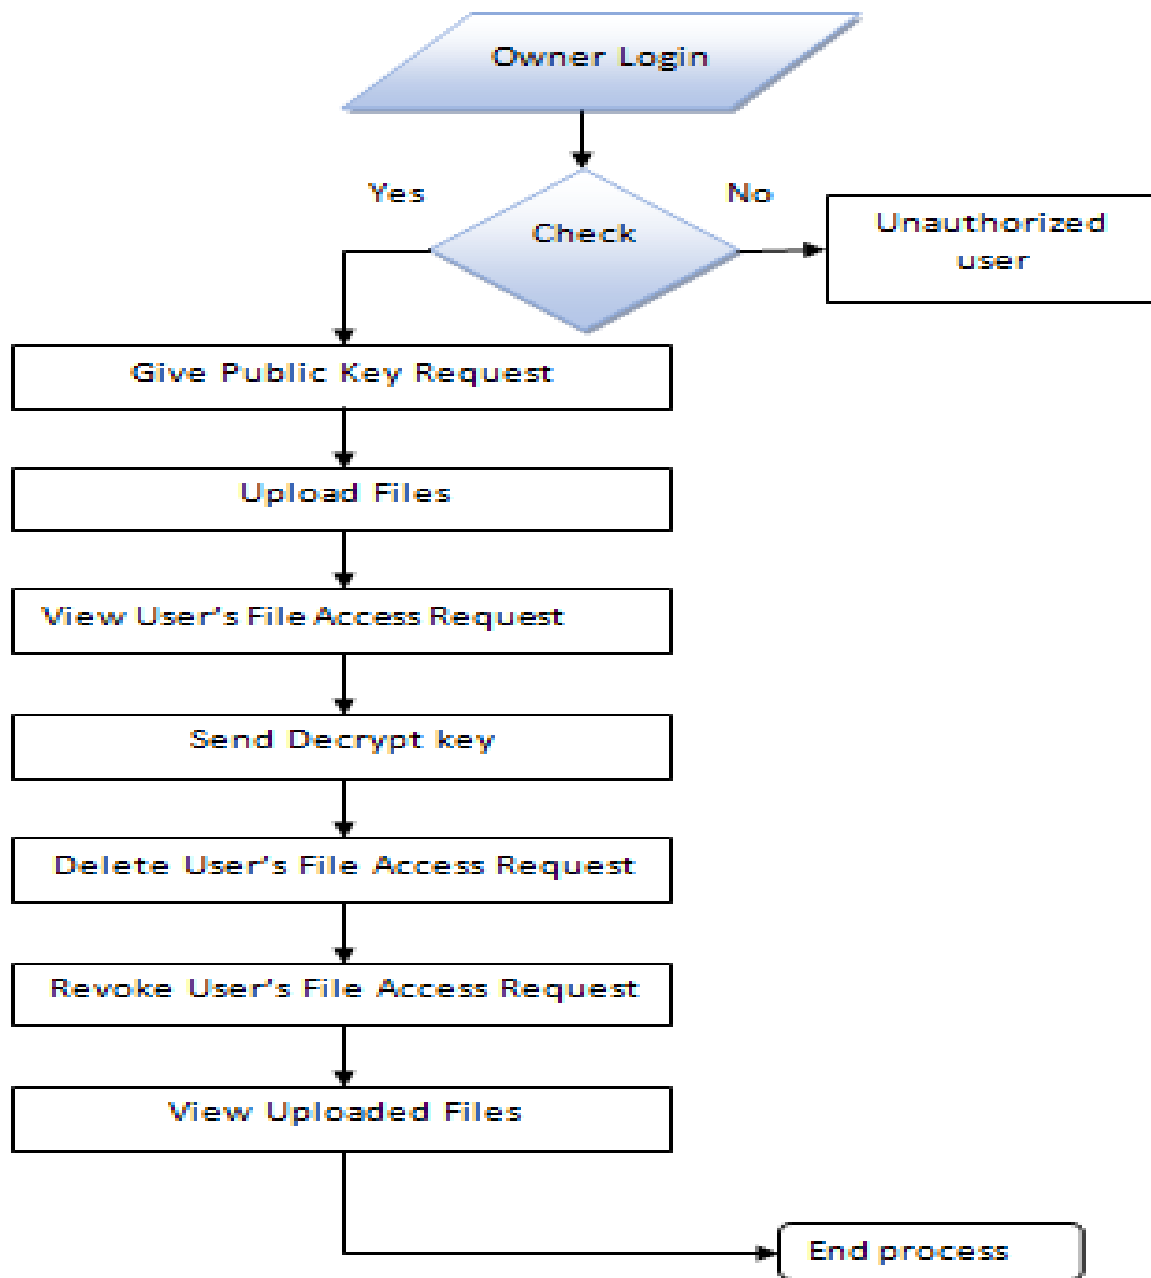 Owner Login
Yes
No
Check
Unauthorized
user
Give Public Key Request
Upload Files
View User's File Access Request
Send Decrypt key
Delete User's File Access Request
Revoke User's File Access Request
View Uploaded Files
End process